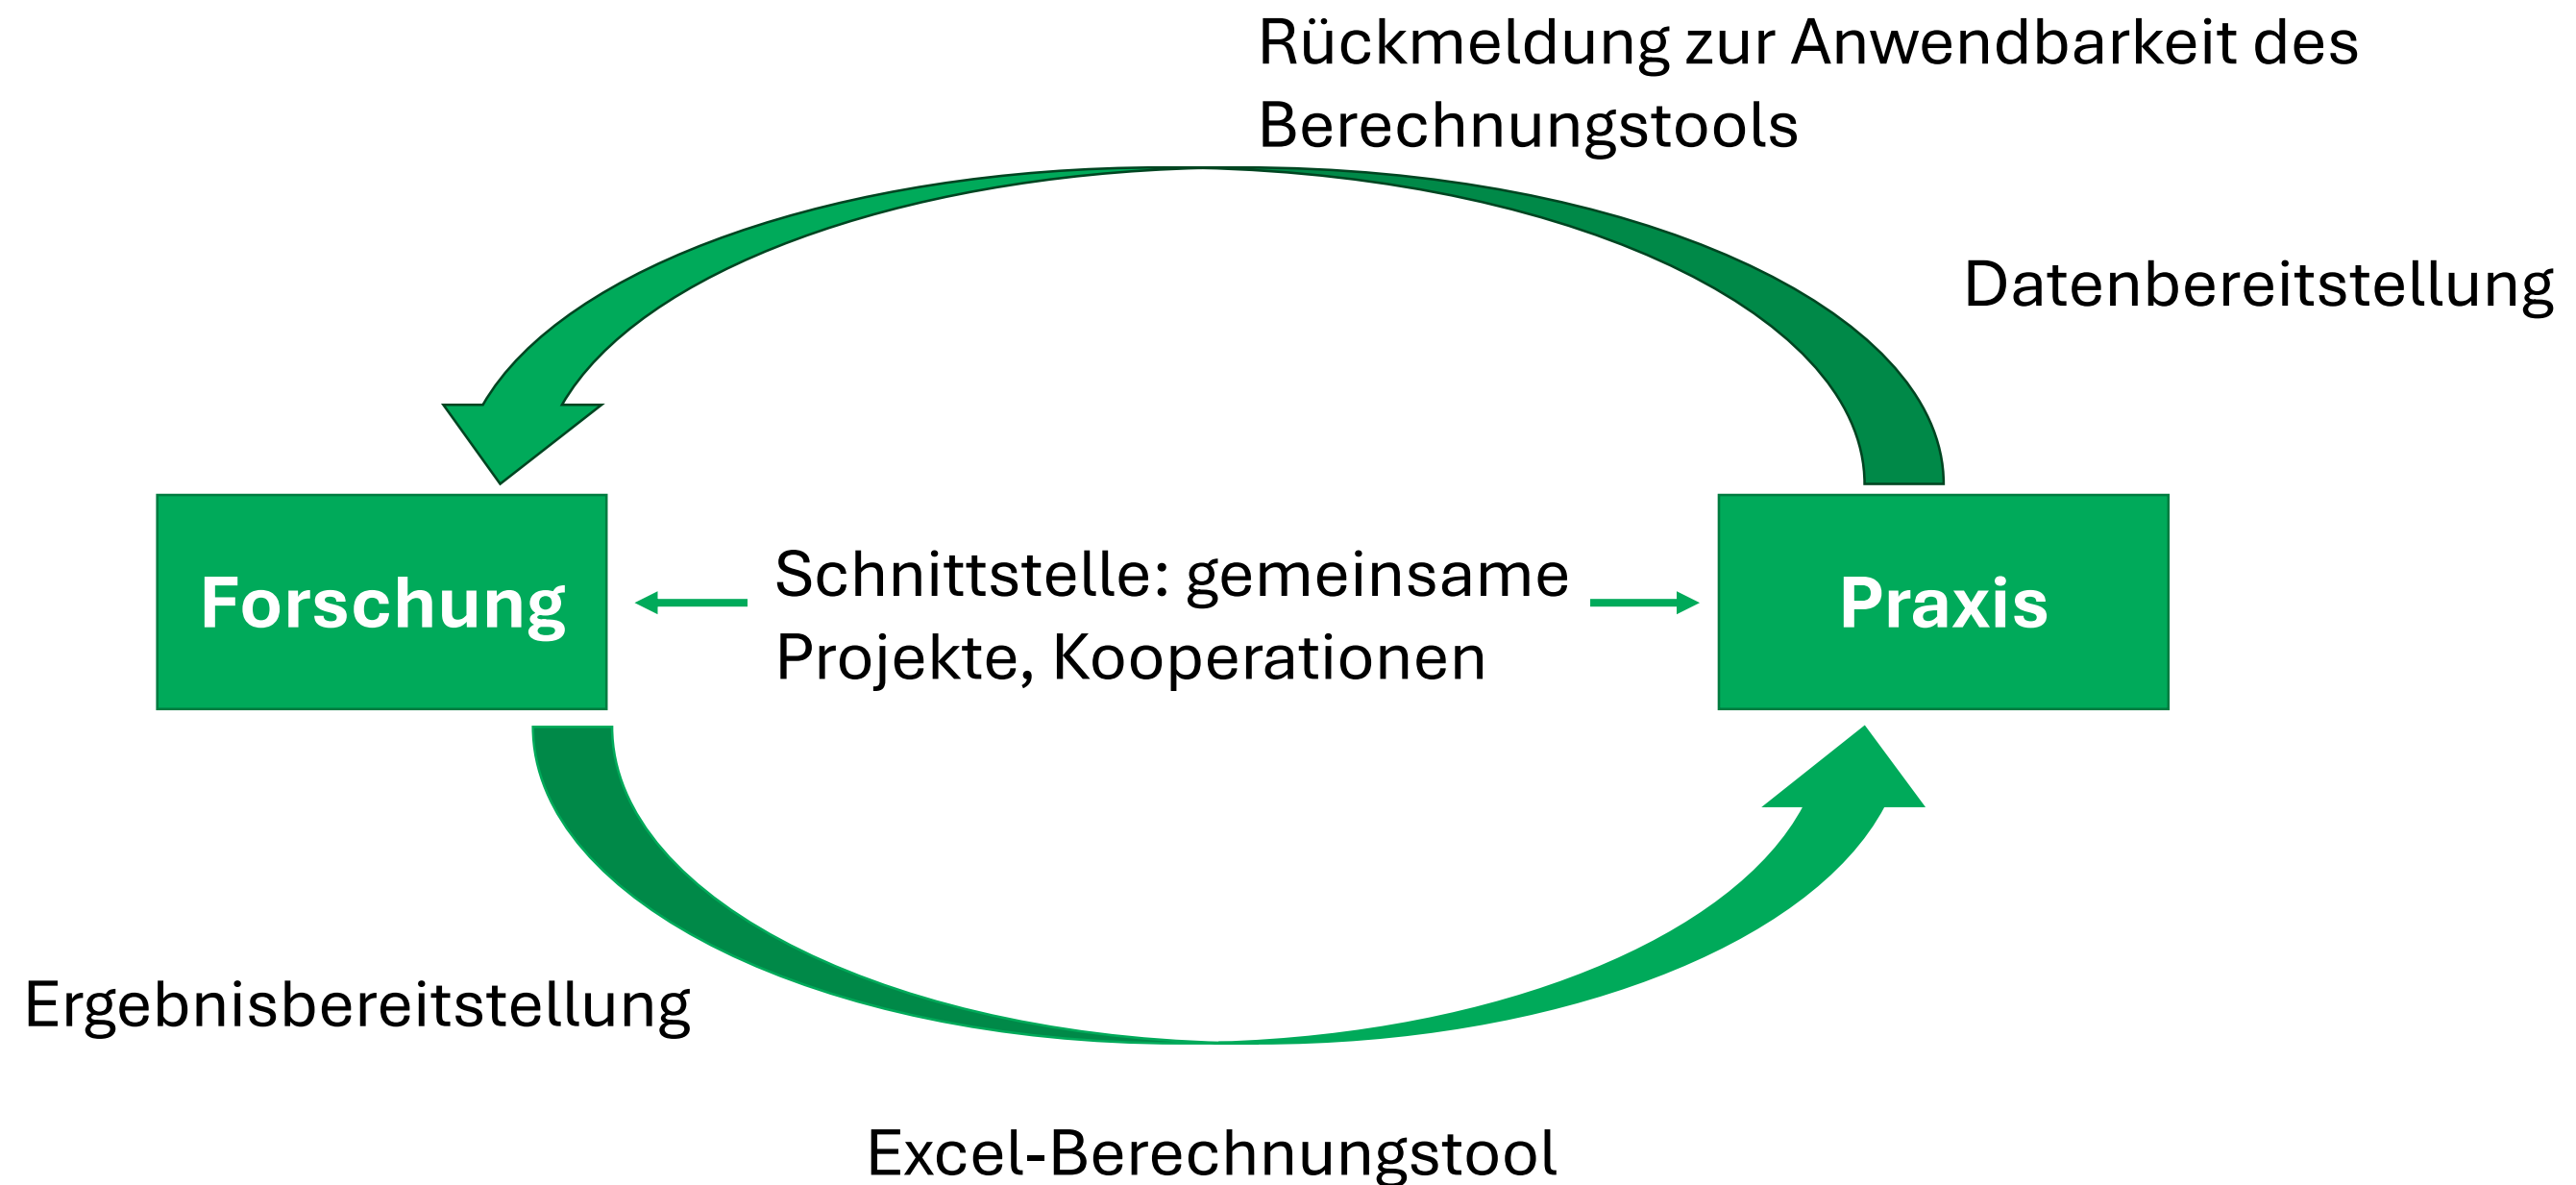 Rückmeldung zur Anwendbarkeit des
Berechnungstools
Datenbereitstellung
Forschung
Schnittstelle: gemeinsame
Projekte, Kooperationen
Praxis
Ergebnisbereitstellung
Excel-Berechnungstool